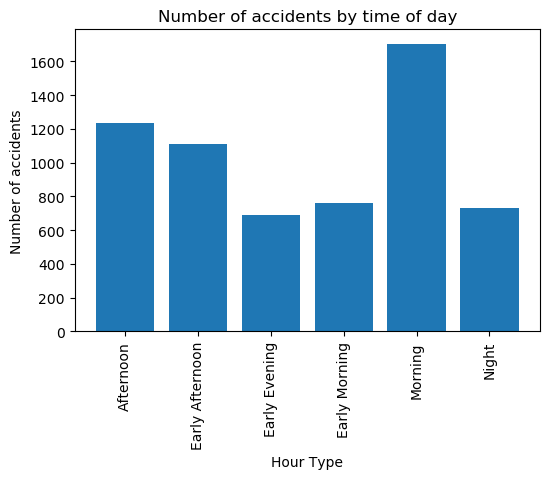 Number of accidents by time of day
Number of accidents
1600
1400
1200
1000
800
600
400
200
0
Afternoon
Early Afternoon
Early Evening
Early Morning
Morning
Night
Hour Type